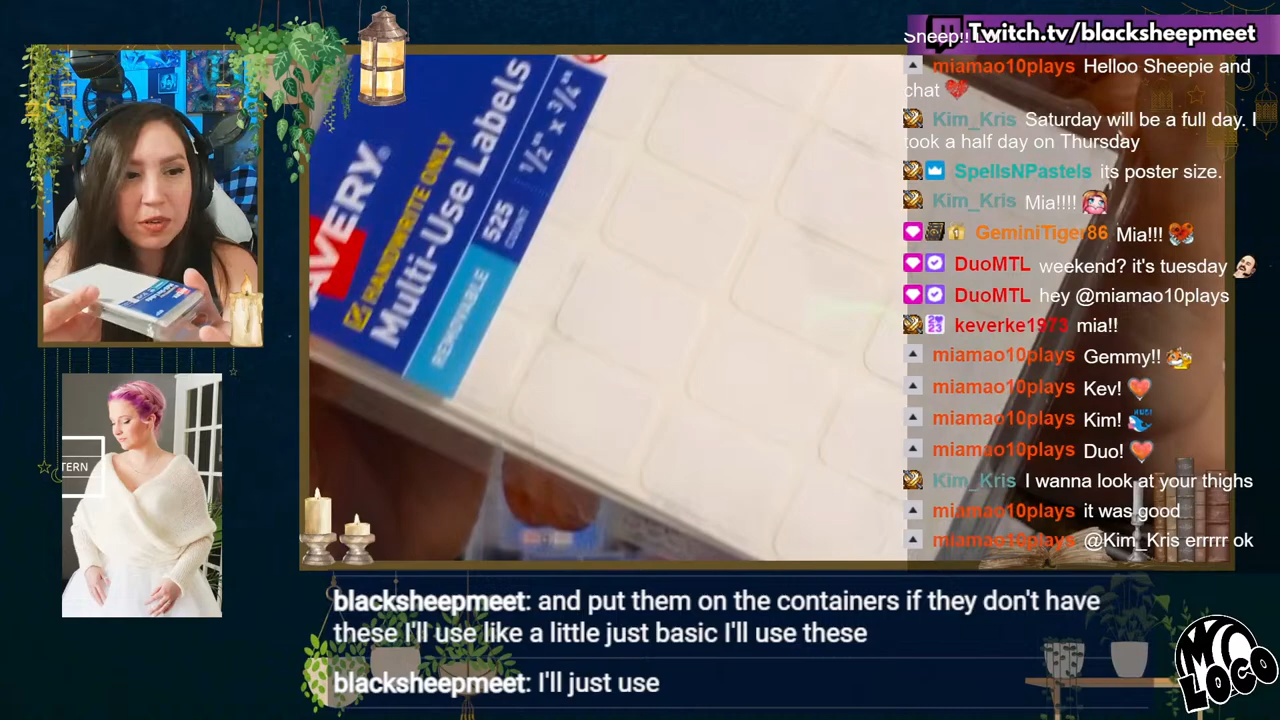 Twitch.tv/blacksheepmeet
Sheep!!
miamao10plays Helloo Sheepie and
chat
Kim_Kris Saturday will be a full day. I
took a half day on Thursday
SpellsNPastels its poster size.
Kim_Kris Mia!!!!
GeminiTiger86 Mia!!!
DuoMTL weekend? it's tuesday
DuoMTL hey @miamao10plays
keverke1973 mia!!
miamao10plays Gemmy!!
miamao10plays Kev!
miamao10plays Kim!
miamao10plays Duo!
Kim_Kris I wanna look at your thighs
miamao10plays it was good
miamao10plays @Kim_Kris errrrr ok
AVERY
HANDWRITE ONLY
Multi-Use Labels
REMOVABLE
525
COUNT
1/2" x 3/4"
TERN
blacksheepmeet: and put them on the containers if they don't have
these I'll use like a little just basic I'll use these
blacksheepmeet: I'll just use
MC
LOCO